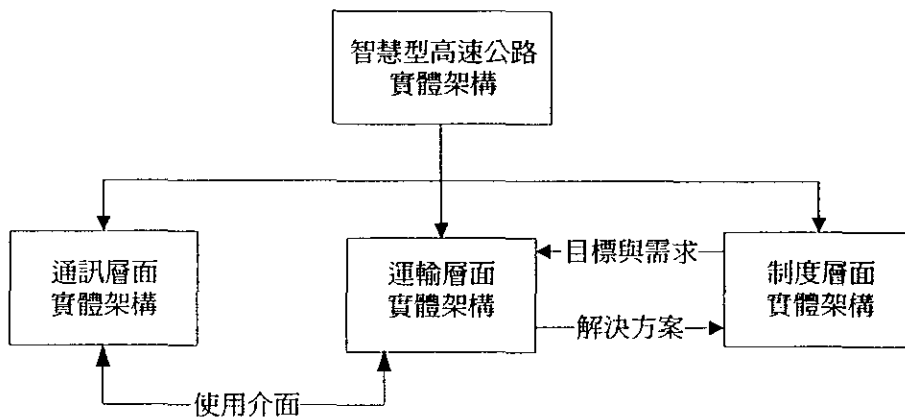 智慧型高速公路
實體架構
通訊層面
實體架構
運輸層面
實體架構
目標與需求
解決方案
制度層面
實體架構
使用介面